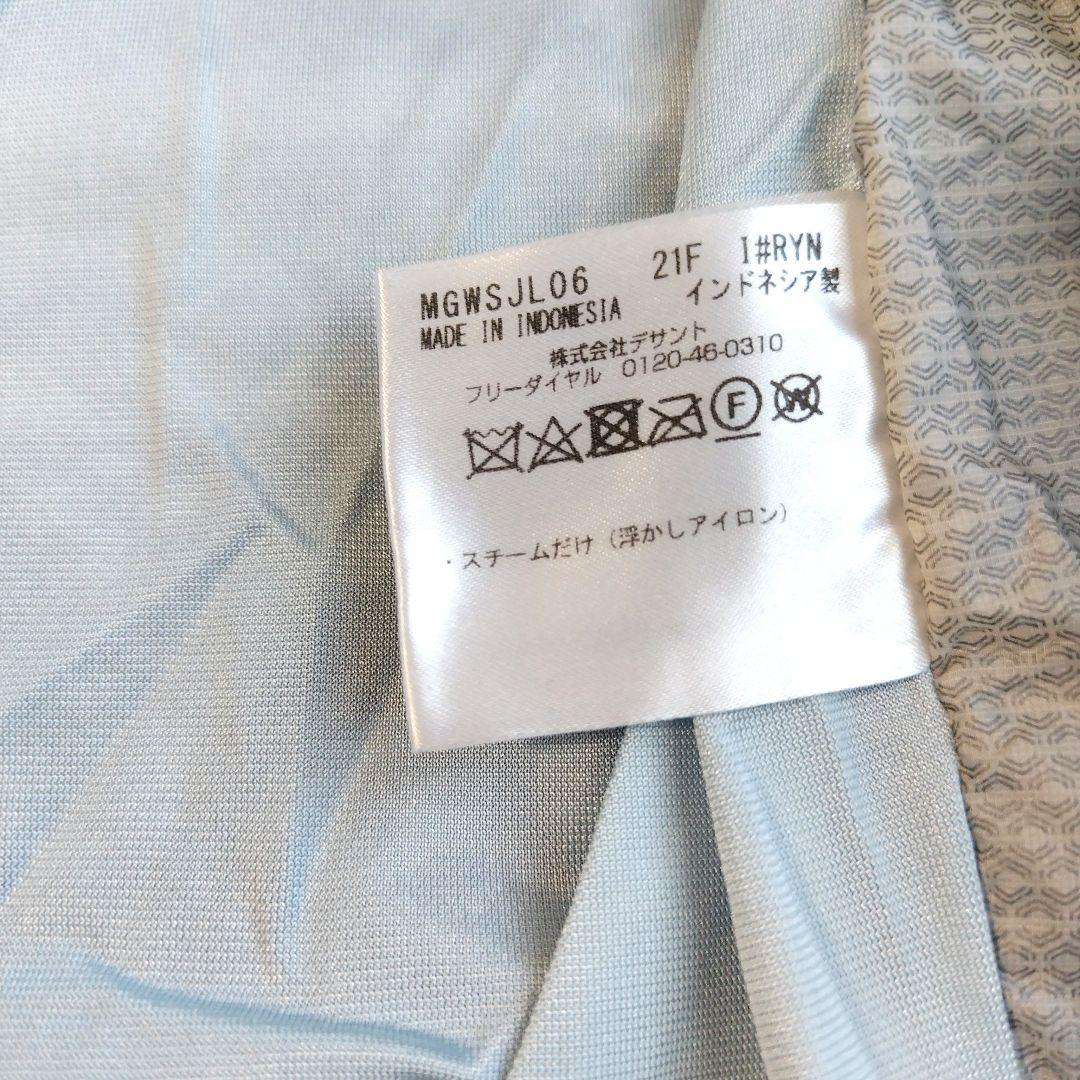 MGWSJL06 21F I#RYN
MADE IN INDONESIA インドネシア製
株式会社デサント
フリーダイヤル 0120-46-0310
F W
・スチームだけ（浮かしアイロン）